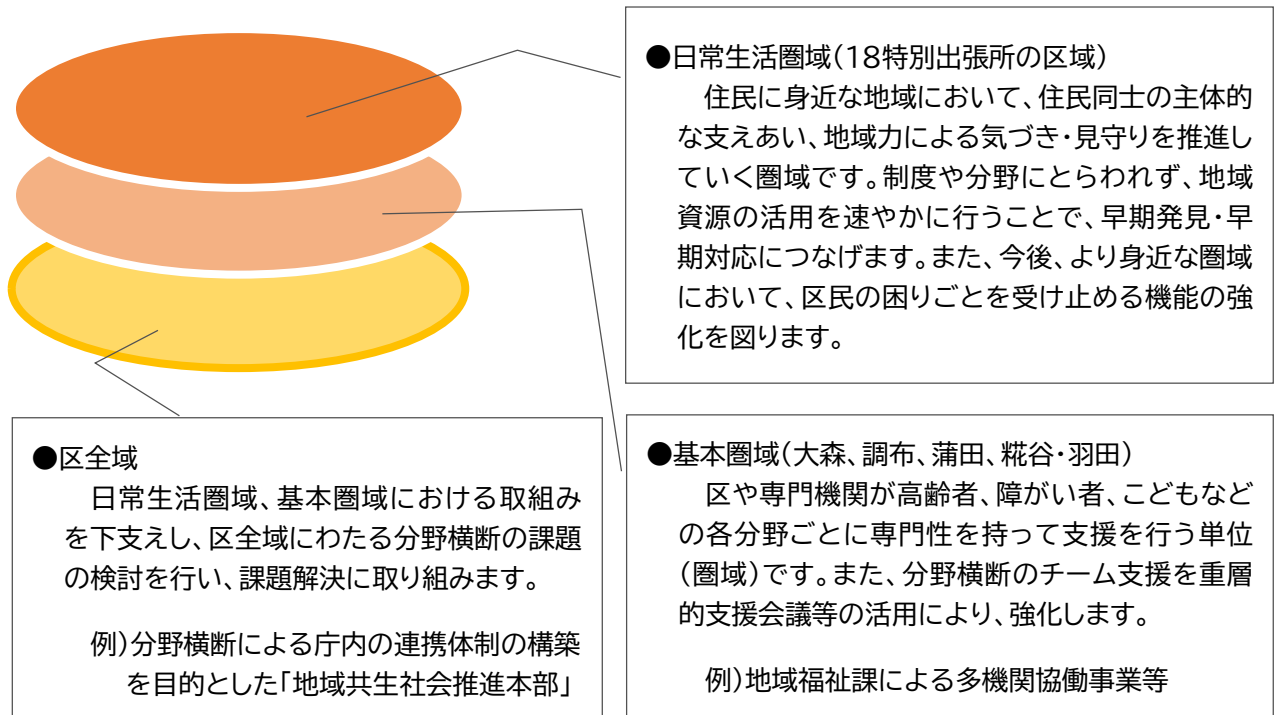 ●日常生活圏域(18特別出張所の区域)
住民に身近な地域において、住民同士の主体的
な支えあい、地域力による気づき・見守りを推進し
ていく圏域です。制度や分野にとらわれず、地域
資源の活用を速やかに行うことで、早期発見・早
期対応につなげます。また、今後、より身近な圏域
において、区民の困りごとを受け止める機能の強
化を図ります。
●区全域
日常生活圏域、基本圏域における取組み
を下支えし、区全域にわたる分野横断の課題
の検討を行い、課題解決に取り組みます。
例)分野横断による庁内の連携体制の構築
を目的とした「地域共生社会推進本部」
●基本圏域(大森、調布、蒲田、糀谷・羽田)
区や専門機関が高齢者、障がい者、こどもなど
の各分野ごとに専門性を持って支援を行う単位
(圏域)です。また、分野横断のチーム支援を重層
的支援会議等の活用により、強化します。
例)地域福祉課による多機関協働事業等